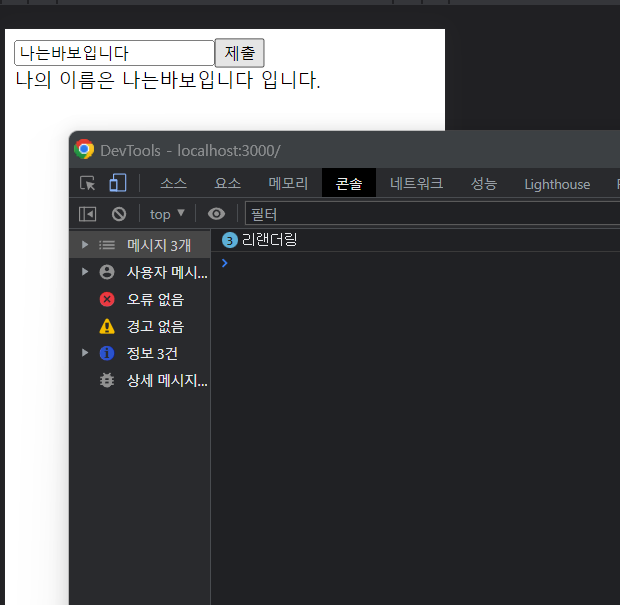 나는바보입니다 제출
나의 이름은 나는바보입니다 입니다.
DevTools - localhost:3000/
소스 요소 메모리 콘솔 네트워크 성능 Lighthouse
top ▼ 필터
메시지 3개
3 리랜더링
사용자 메시...
오류 없음
경고 없음
정보 3건
상세 메시지...